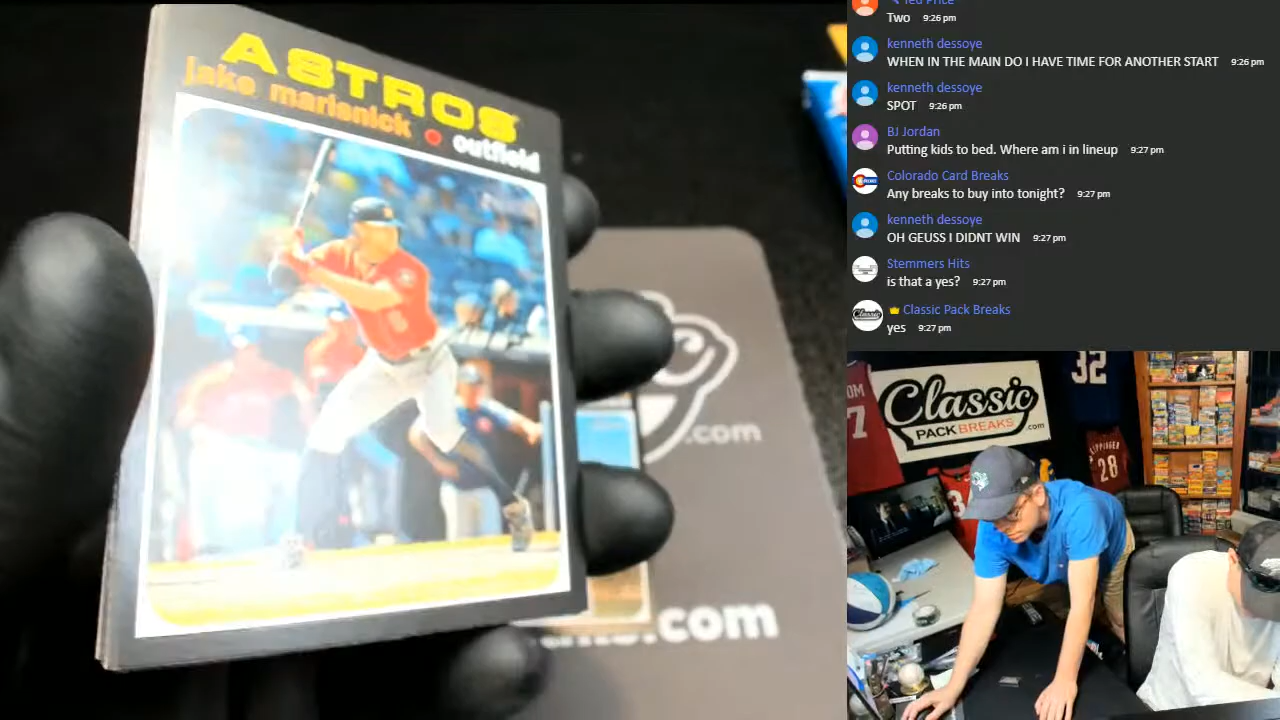 ASTROS
jake marisnick • outfield
.com
.com
Ted Price
Two 9:26 pm
kenneth dessoye
WHEN IN THE MAIN DO I HAVE TIME FOR ANOTHER START 9:26 pm
kenneth dessoye
SPOT 9:26 pm
BJ Jordan
Putting kids to bed. Where am i in lineup 9:27 pm
Colorado Card Breaks
Any breaks to buy into tonight? 9:27 pm
kenneth dessoye
OH GEUSS I DIDNT WIN 9:27 pm
Stemmers Hits
is that a yes? 9:27 pm
Classic Pack Breaks
yes 9:27 pm
Classic
PACK BREAKS .com
32
7
28